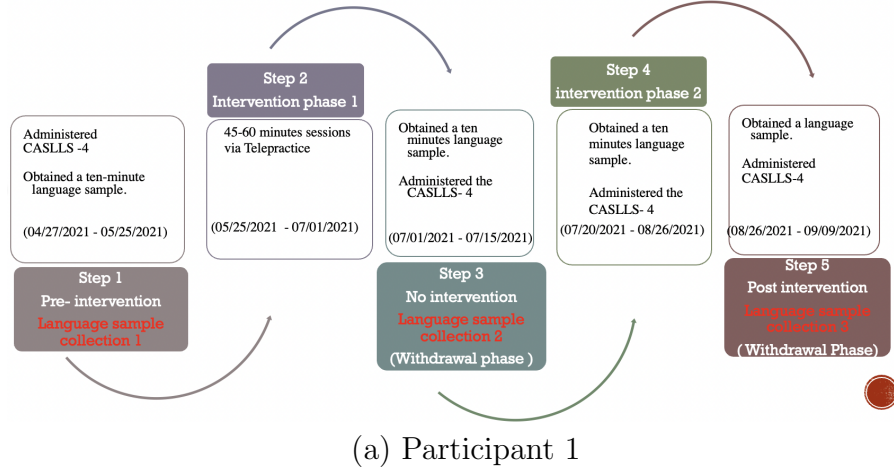 Administered
CASLLS -4
Obtained a ten-minute
language sample.
(04/27/2021 - 05/25/2021)
Step 1
Pre- intervention
Language sample
collection 1
Step 2
Intervention phase 1
45-60 minutes sessions
via Telepractice
(05/25/2021 - 07/01/2021)
Obtained a ten
minutes language
sample.
Administered the
CASLLS- 4
(07/01/2021 - 07/15/2021)
Step 3
No intervention
Language sample
collection 2
(Withdrawal phase )
Step 4
intervention phase 2
Obtained a ten
minutes language
sample.
Administered the
CASLLS- 4
(07/20/2021 - 08/26/2021)
Obtained a language
sample.
Administered
CASLLS-4
(08/26/2021 - 09/09/2021)
Step 5
Post intervention
Language sample
collection 3
( Withdrawal Phase)
(a) Participant 1